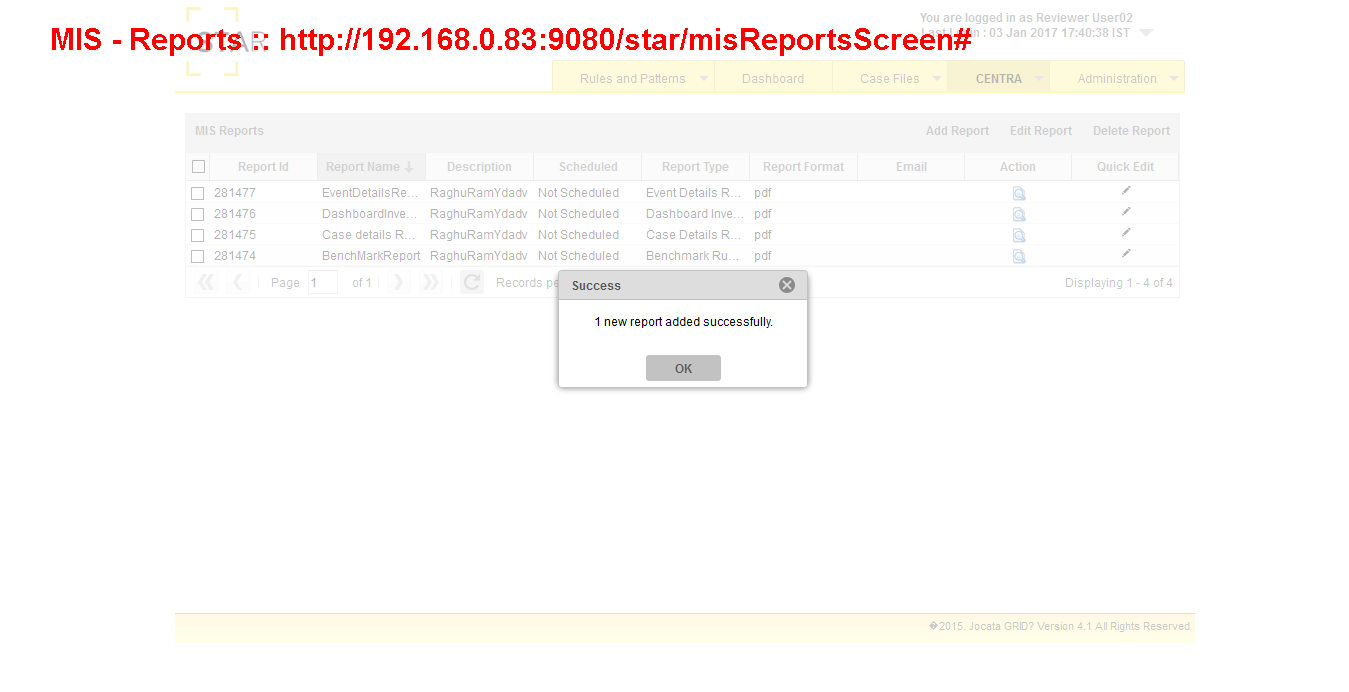 You are logged in as Reviewer User02
MIS - Reports :: http://192.168.0.83:9080/star/misReportsScreen#
STAR
Last Login : 03 Jan 2017 17:40:38 IST
Rules and Patterns Dashboard Case Files CENTRA Administration
MIS Reports Add Report Edit Report Delete Report
Report Id Report Name Description Scheduled Report Type Report Format Email Action Quick Edit
281477 EventDetailsRe... RaghuRamYdadv Not Scheduled Event Details R... pdf
281476 DashboardInve... RaghuRamYdadv Not Scheduled Dashboard Inve... pdf
281475 Case details R... RaghuRamYdadv Not Scheduled Case Details R... pdf
281474 BenchMarkReport RaghuRamYdadv Not Scheduled Benchmark Ru... pdf
Page 1 of 1 Records pe Displaying 1 - 4 of 4
Success
1 new report added successfully.
OK
�2015. Jocata GRID? Version 4.1 All Rights Reserved